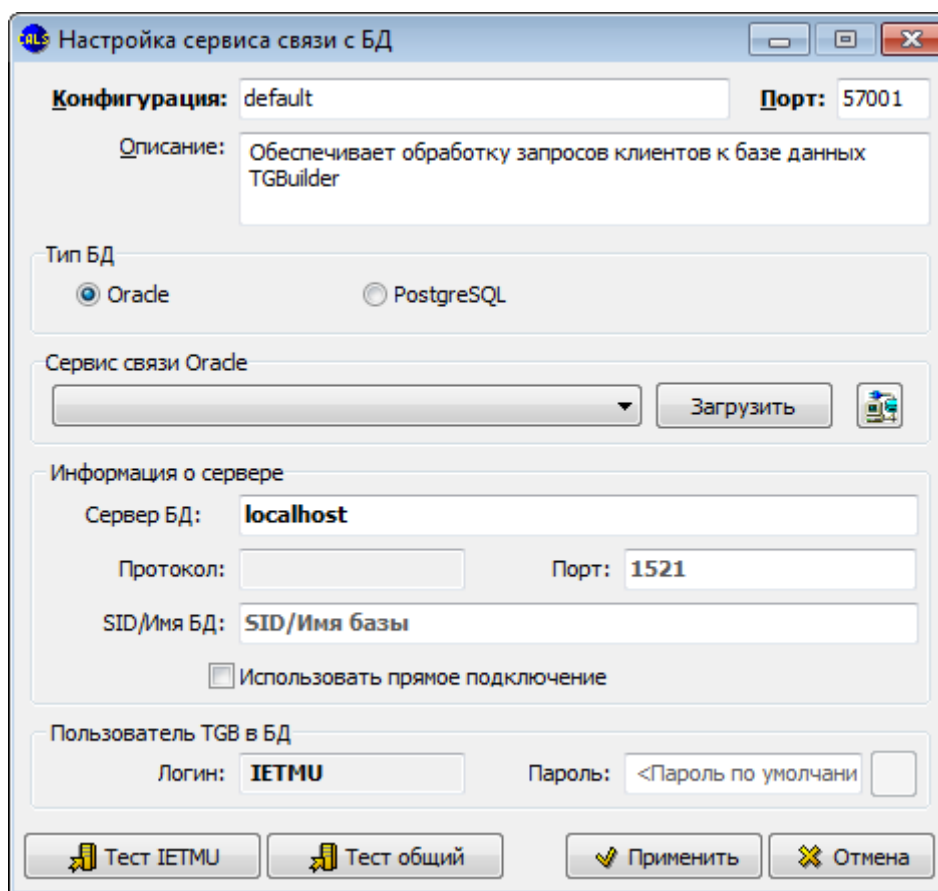 CALS Настройка сервиса связи с БД
Конфигурация: default Порт: 57001
Описание: Обеспечивает обработку запросов клиентов к базе данных
TGBuilder
Тип БД
Oracle PostgreSQL
Сервис связи Oracle
Загрузить
Информация о сервере
Сервер БД: localhost
Протокол: Порт: 1521
SID/Имя БД: SID/Имя базы
Использовать прямое подключение
Пользователь TGB в БД
Логин: IETMU Пароль: <Пароль по умолчани
Тест IETMU Тест общий Применить Отмена